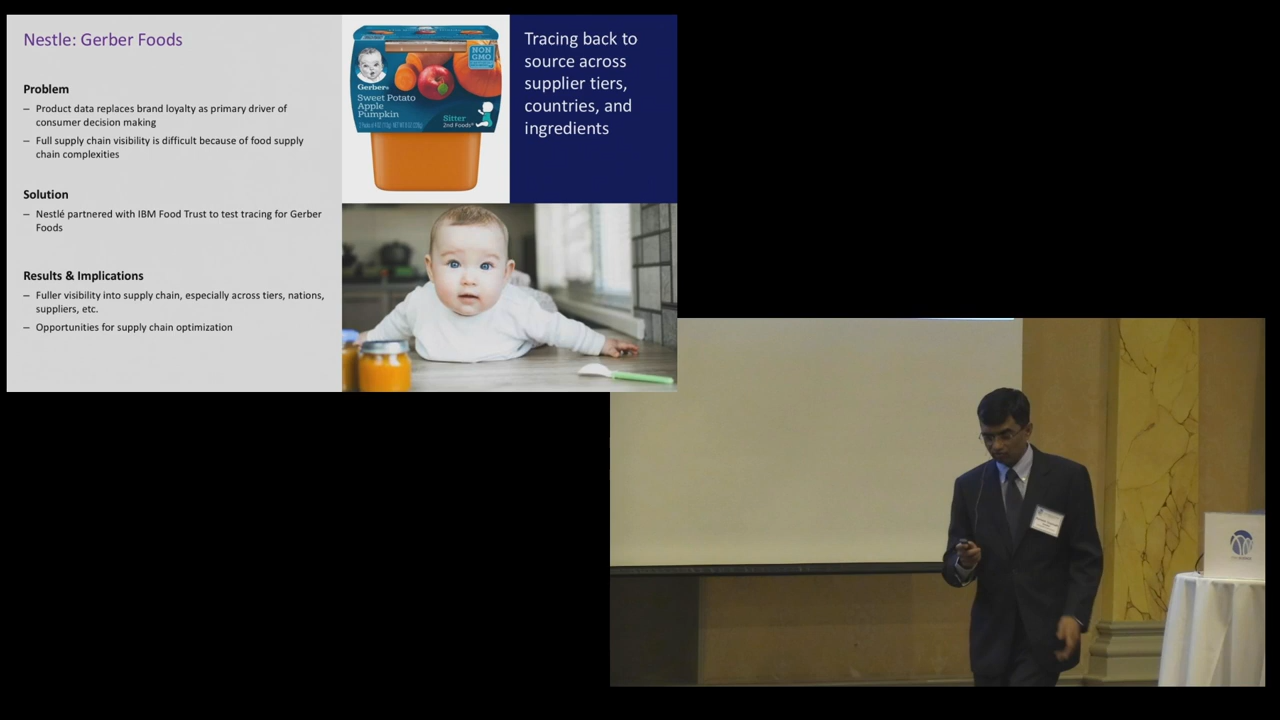 Nestle: Gerber Foods
Problem
– Product data replaces brand loyalty as primary driver of
consumer decision making
– Full supply chain visibility is difficult because of food supply
chain complexities
Solution
– Nestlé partnered with IBM Food Trust to test tracing for Gerber
Foods
Results & Implications
– Fuller visibility into supply chain, especially across tiers, nations,
suppliers, etc.
– Opportunities for supply chain optimization
NON
GMO
Gerber®
Sweet Potato
Apple
Pumpkin
Sitter
2nd Foods®
Tracing back to
source across
supplier tiers,
countries, and
ingredients